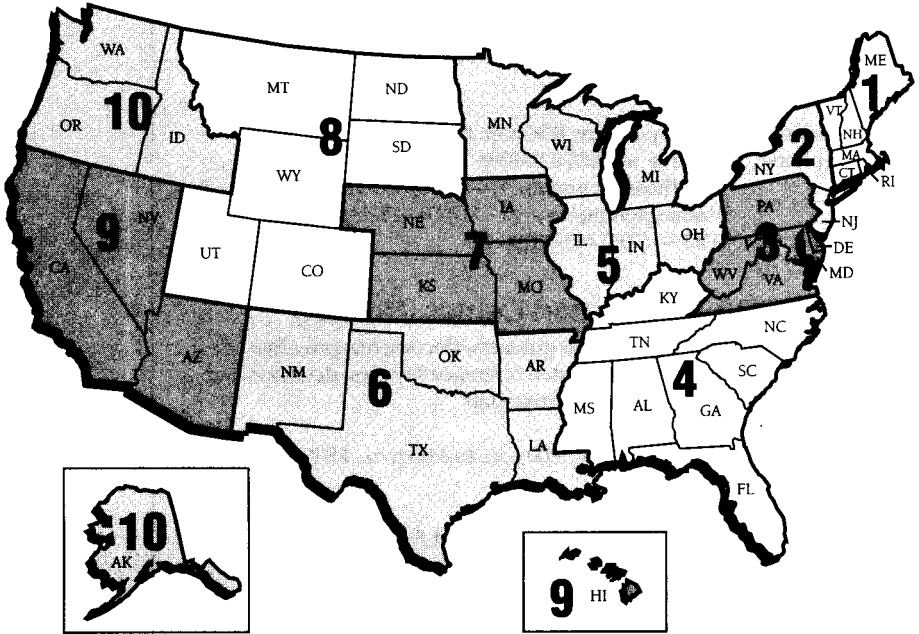 WA
MT
ND
ME
10
OR
ID
8
MN
VT
1
SD
WI
NH
2
WY
MI
NY
MA
CT
RI
NE
IA
PA
NV
9
UT
7
IL
IN
OH
NJ
3
DE
CA
CO
5
WV
MD
KS
MO
VA
KY
NC
TN
AZ
OK
NM
AR
SC
6
4
MS
AL
GA
TX
LA
FL
10
AK
9
HI